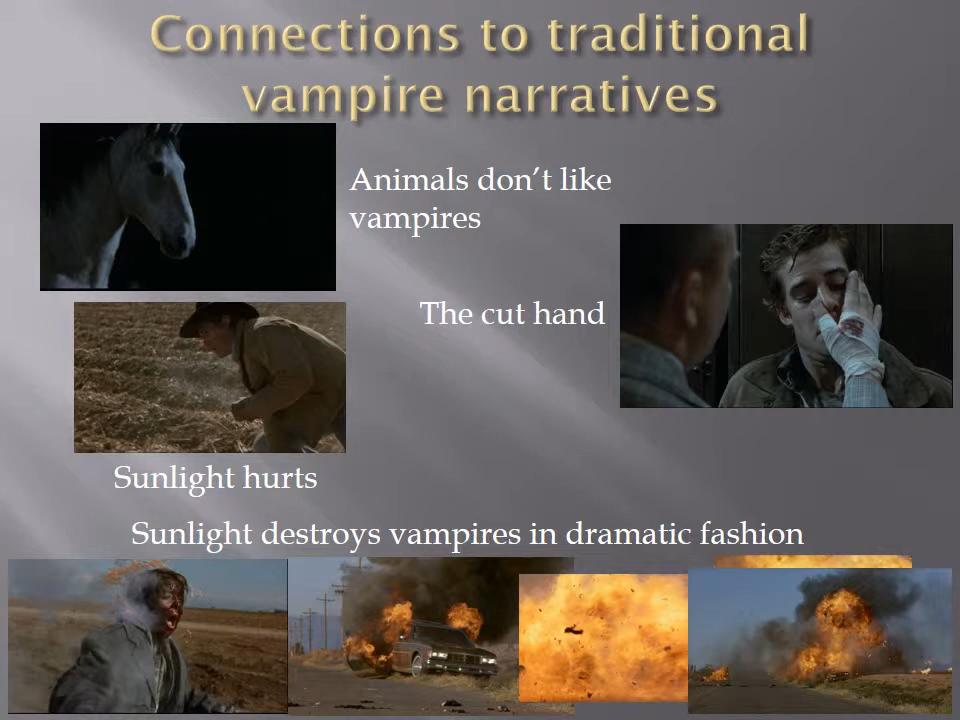 Connections to traditional
vampire narratives
Animals don’t like
vampires
The cut hand
Sunlight hurts
Sunlight destroys vampires in dramatic fashion